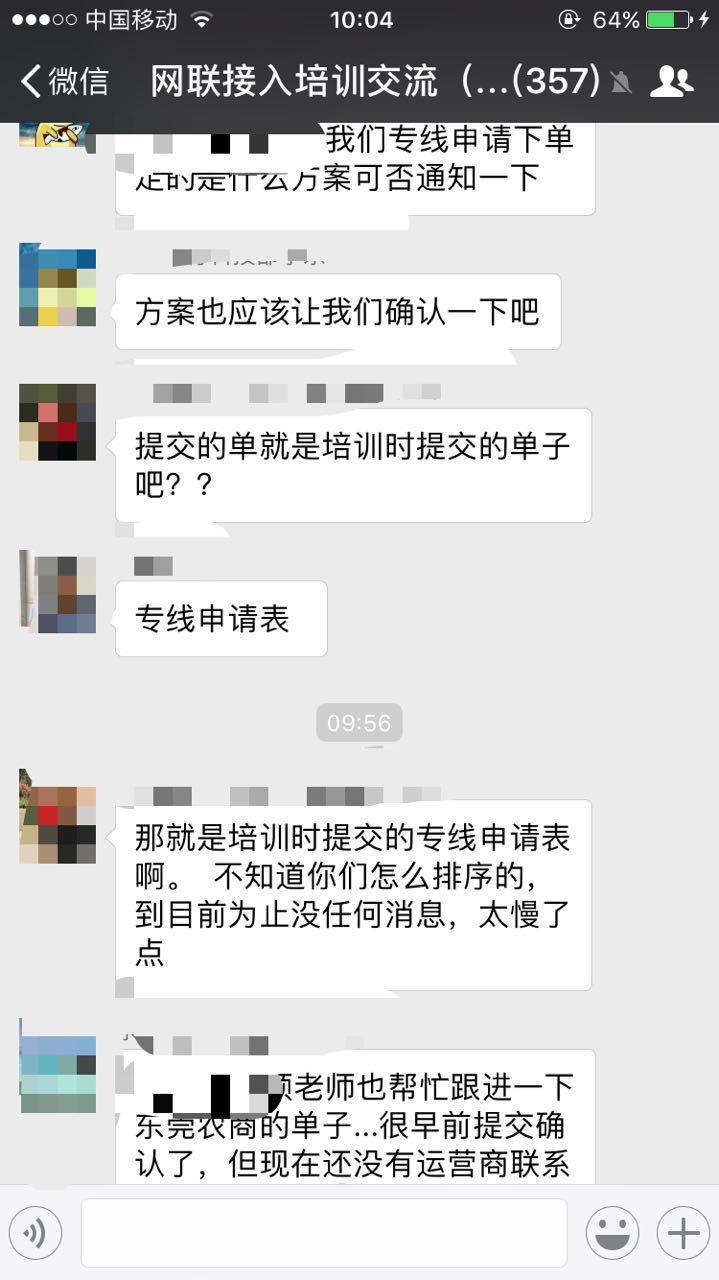 中国移动 10:04 64%
微信 网联接入培训交流（...(357)
我们专线申请下单
定的是什么方案可否通知一下
方案也应该让我们确认一下吧
提交的单就是培训时提交的单子
吧？？
专线申请表
09:56
那就是培训时提交的专线申请表
啊。 不知道你们怎么排序的，
到目前为止没任何消息，太慢了
点
老师也帮忙跟进一下
东莞农商的单子...很早前提交确
认了，但现在还没有运营商联系